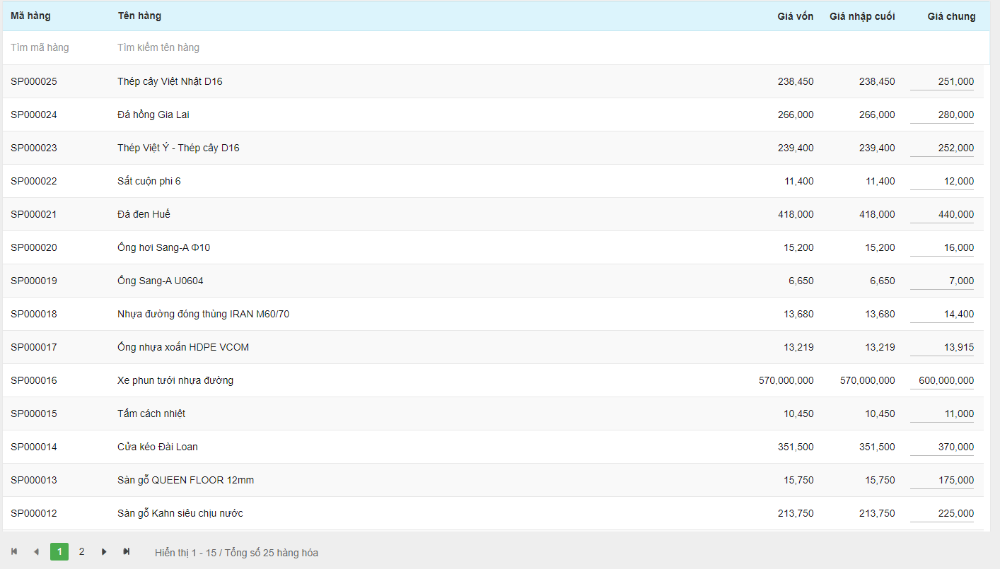 Mã hàng Tên hàng Giá vốn Giá nhập cuối Giá chung
Tìm mã hàng Tìm kiếm tên hàng
SP000025 Thép cây Việt Nhật D16 238,450 238,450 251,000
SP000024 Đá hồng Gia Lai 266,000 266,000 280,000
SP000023 Thép Việt Ý - Thép cây D16 239,400 239,400 252,000
SP000022 Sắt cuộn phi 6 11,400 11,400 12,000
SP000021 Đá đen Huế 418,000 418,000 440,000
SP000020 Ống hơi Sang-A Φ10 15,200 15,200 16,000
SP000019 Ống Sang-A U0604 6,650 6,650 7,000
SP000018 Nhựa đường đóng thùng IRAN M60/70 13,680 13,680 14,400
SP000017 Ống nhựa xoắn HDPE VCOM 13,219 13,219 13,915
SP000016 Xe phun tưới nhựa đường 570,000,000 570,000,000 600,000,000
SP000015 Tấm cách nhiệt 10,450 10,450 11,000
SP000014 Cửa kéo Đài Loan 351,500 351,500 370,000
SP000013 Sàn gỗ QUEEN FLOOR 12mm 15,750 15,750 175,000
SP000012 Sàn gỗ Kahn siêu chịu nước 213,750 213,750 225,000
1 2 Hiển thị 1 - 15 / Tổng số 25 hàng hóa